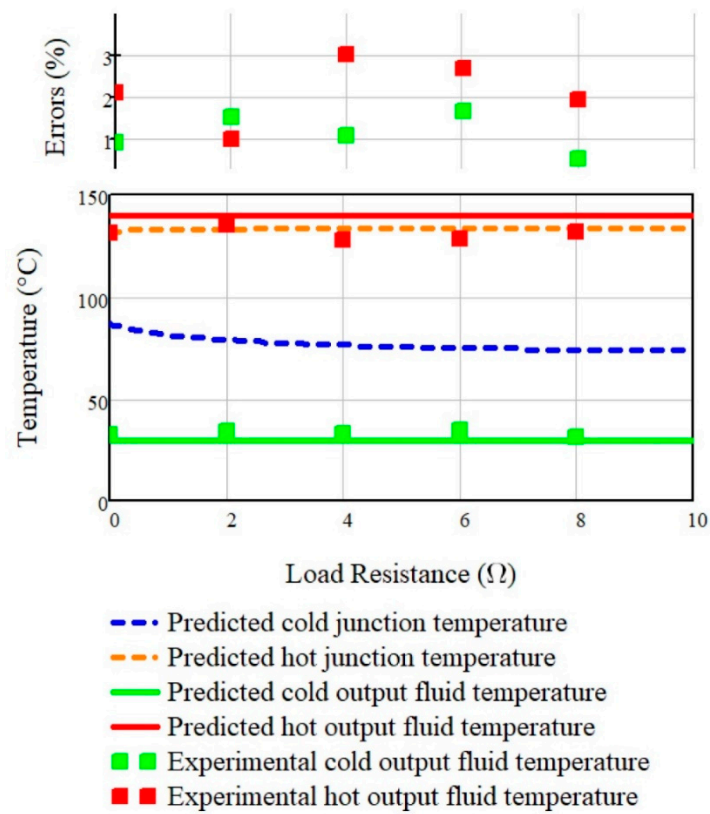 Errors (%)
3
2
1
Temperature (°C)
150
100
50
0
0 2 4 6 8 10
Load Resistance (Ω)
Predicted cold junction temperature
Predicted hot junction temperature
Predicted cold output fluid temperature
Predicted hot output fluid temperature
Experimental cold output fluid temperature
Experimental hot output fluid temperature